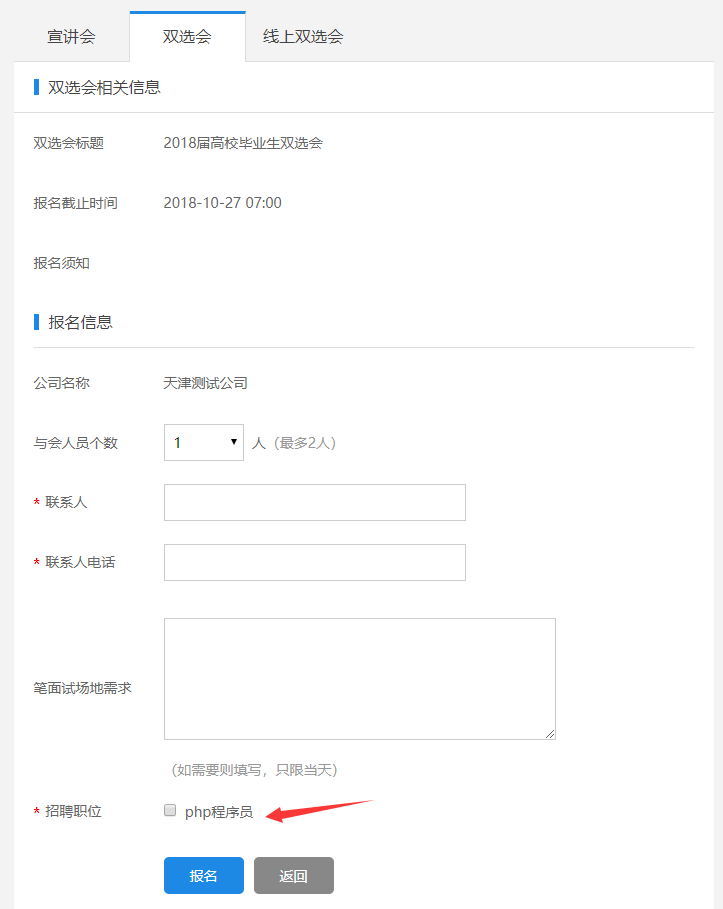 宣讲会 双选会 线上双选会
双选会相关信息
双选会标题 2018届高校毕业生双选会
报名截止时间 2018-10-27 07:00
报名须知
报名信息
公司名称 天津测试公司
与会人员个数 1 人（最多2人）
* 联系人
* 联系人电话
笔面试场地需求
（如需要则填写，只限当天）
* 招聘职位 php程序员
报名 返回